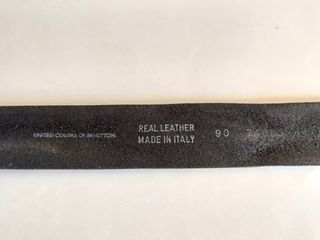 UNITED COLORS OF BENETTON.
REAL LEATHER
MADE IN ITALY
90